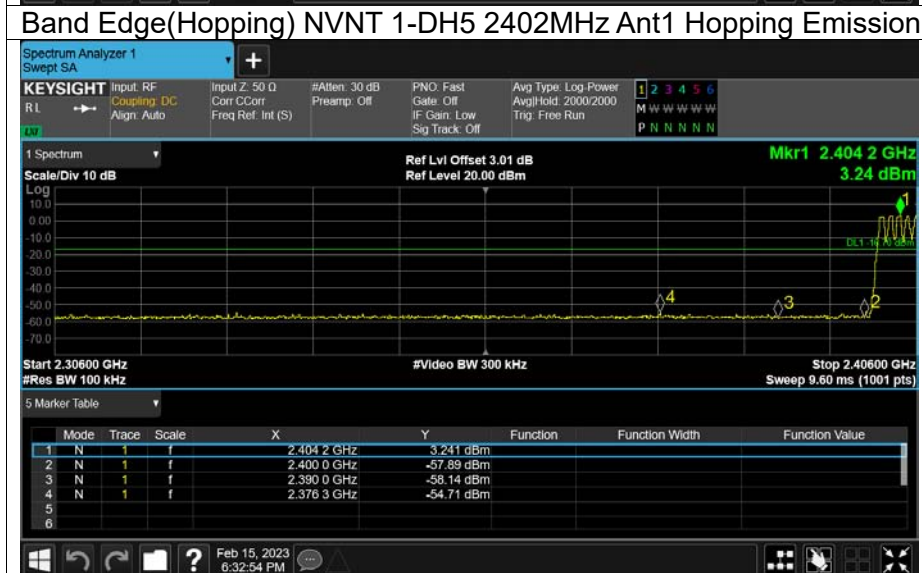 Band Edge(Hopping) NVNT 1-DH5 2402MHz Ant1 Hopping Emission
Spectrum Analyzer 1
Swept SA
+
KEYSIGHT Input: RF Input Z: 50 Ω #Atten: 30 dB PNO: Fast Avg Type: Log-Power 1 2 3 4 5 6
RL Coupling: DC Corr CCorr Preamp: Off Gate: Off Avg|Hold: 2000/2000 M W W W W W
Align: Auto Freq Ref: Int (S) IF Gain: Low Trig: Free Run
LXI Sig Track: Off P N N N N N
1 Spectrum Ref Lvl Offset 3.01 dB Mkr1 2.404 2 GHz
Scale/Div 10 dB Ref Level 20.00 dBm 3.24 dBm
Log
10.0 1
0.00
-10.0
-20.0
-30.0
-40.0
-50.0 4 3 2
-60.0
-70.0
Start 2.30600 GHz #Video BW 300 kHz Stop 2.40600 GHz
#Res BW 100 kHz Sweep 9.60 ms (1001 pts)
5 Marker Table
Mode Trace Scale X Y Function Function Width Function Value
1 N 1 f 2.404 2 GHz 3.241 dBm
2 N 1 f 2.400 0 GHz -57.89 dBm
3 N 1 f 2.390 0 GHz -58.14 dBm
4 N 1 f 2.376 3 GHz -54.71 dBm
5
6
? Feb 15, 2023
6:32:54 PM